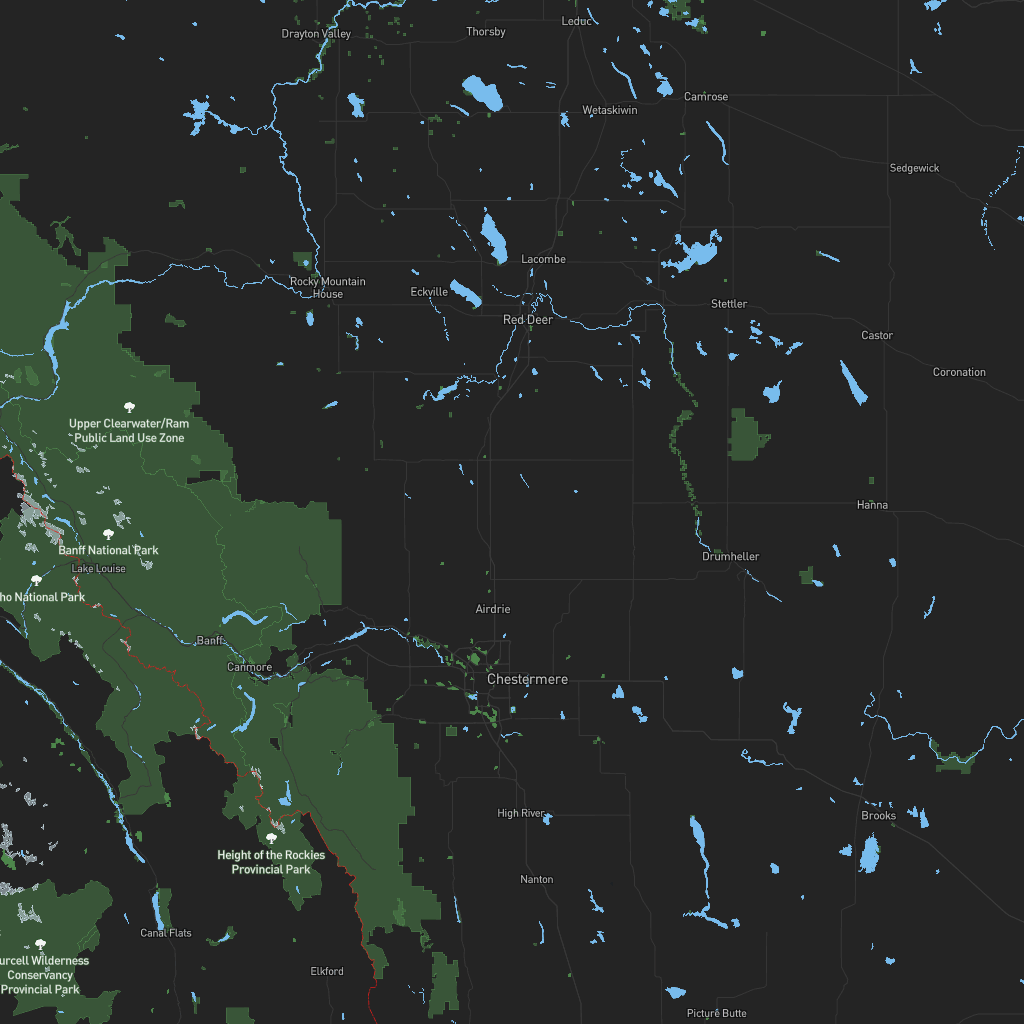 Leduc
Drayton Valley
Thorsby
Camrose
Wetaskiwin
Sedgewick
Lacombe
Rocky Mountain
House
Eckville
Stettler
Red Deer
Castor
Coronation
Upper Clearwater/Ram
Public Land Use Zone
Hanna
Banff National Park
Drumheller
Lake Louise
ho National Park
Airdrie
Banff
Canmore
Chestermere
High River
Brooks
Height of the Rockies
Provincial Park
Nanton
Canal Flats
urcell Wilderness
Conservancy
Provincial Park
Elkford
Picture Butte